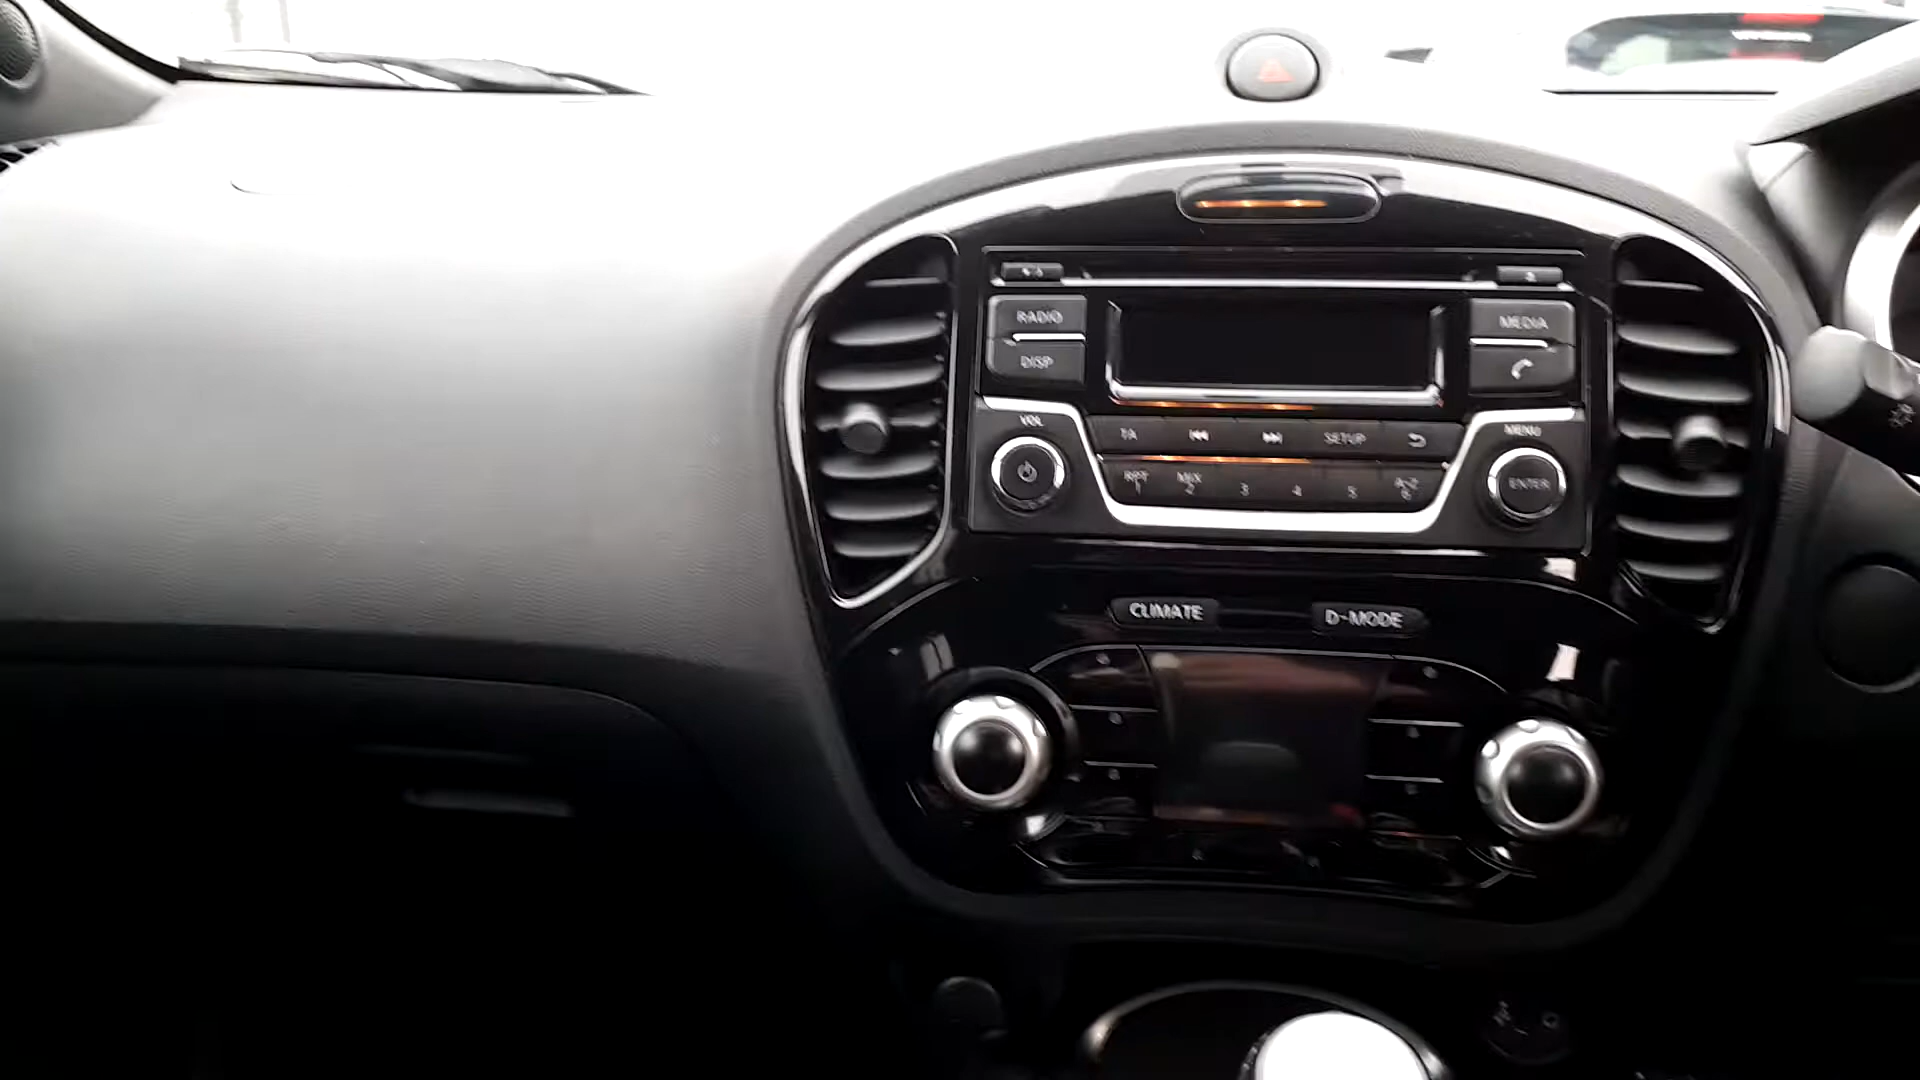 RADIO
MEDIA
DISP
VOL
MENU
TA
SETUP
RPT
1
MIX
2
3
4
5
A-Z
6
ENTER
CLIMATE
D-MODE